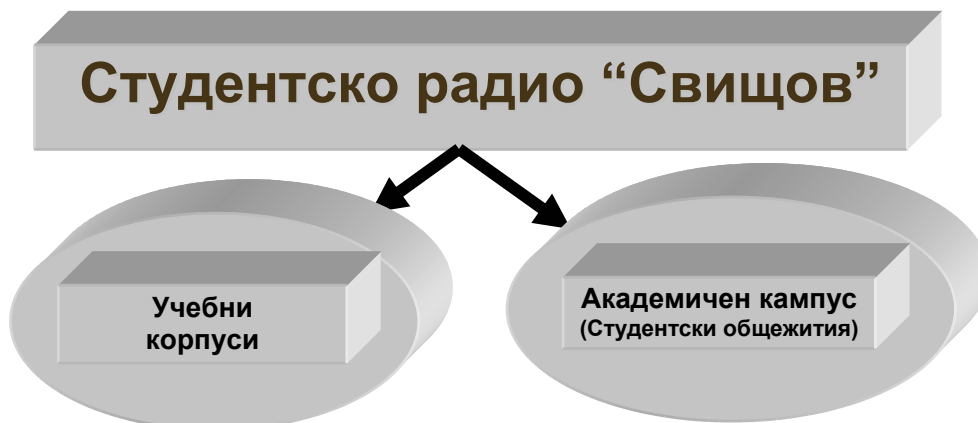 Студентско радио “Свищов”
Учебни
корпуси
Академичен кампус
(Студентски общежития)